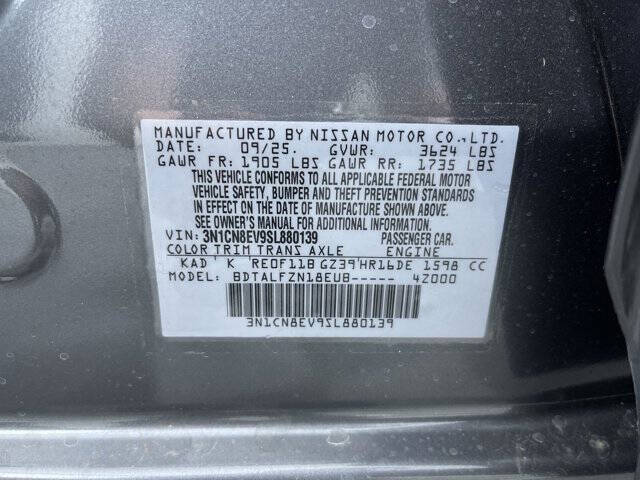 MANUFACTURED BY NISSAN MOTOR CO.,LTD.
DATE: 09/25. GVWR: 3624 LBS
GAWR FR: 1905 LBS GAWR RR: 1735 LBS
THIS VEHICLE CONFORMS TO ALL APPLICABLE FEDERAL MOTOR
VEHICLE SAFETY, BUMPER AND THEFT PREVENTION STANDARDS
IN EFFECT ON THE DATE OF MANUFACTURE SHOWN ABOVE.
SEE OWNER'S MANUAL FOR ADDITIONAL INFORMATION.
VIN: 3N1CN8EV9SL880139 PASSENGER CAR.
COLOR TRIM TRANS AXLE ENGINE
KAD K RE0F11B GZ39 HR16DE 1598 CC
MODEL: BDTALFZN18EUB----- 4Z000
3N1CN8EV9SL880139